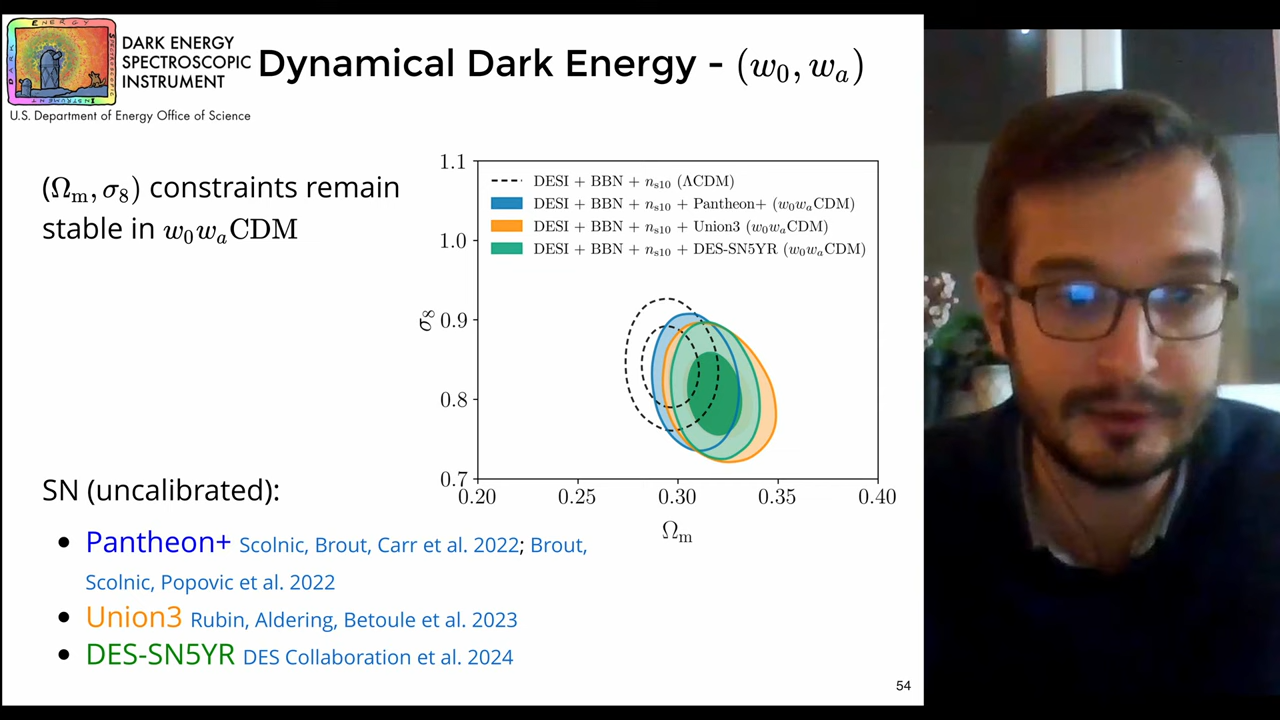 DARK ENERGY
SPECTROSCOPIC
INSTRUMENT
U.S. Department of Energy Office of Science
Dynamical Dark Energy - (w₀, wₐ)
(Ωₘ, σ₈) constraints remain
stable in w₀wₐCDM
1.1
1.0
0.9
0.8
0.7
σ₈
DESI + BBN + nₛ₁₀ (ΛCDM)
DESI + BBN + nₛ₁₀ + Pantheon+ (w₀wₐCDM)
DESI + BBN + nₛ₁₀ + Union3 (w₀wₐCDM)
DESI + BBN + nₛ₁₀ + DES-SN5YR (w₀wₐCDM)
0.20 0.25 0.30 0.35 0.40
Ωₘ
SN (uncalibrated):
• Pantheon+ Scolnic, Brout, Carr et al. 2022; Brout,
Scolnic, Popovic et al. 2022
• Union3 Rubin, Aldering, Betoule et al. 2023
• DES-SN5YR DES Collaboration et al. 2024
54